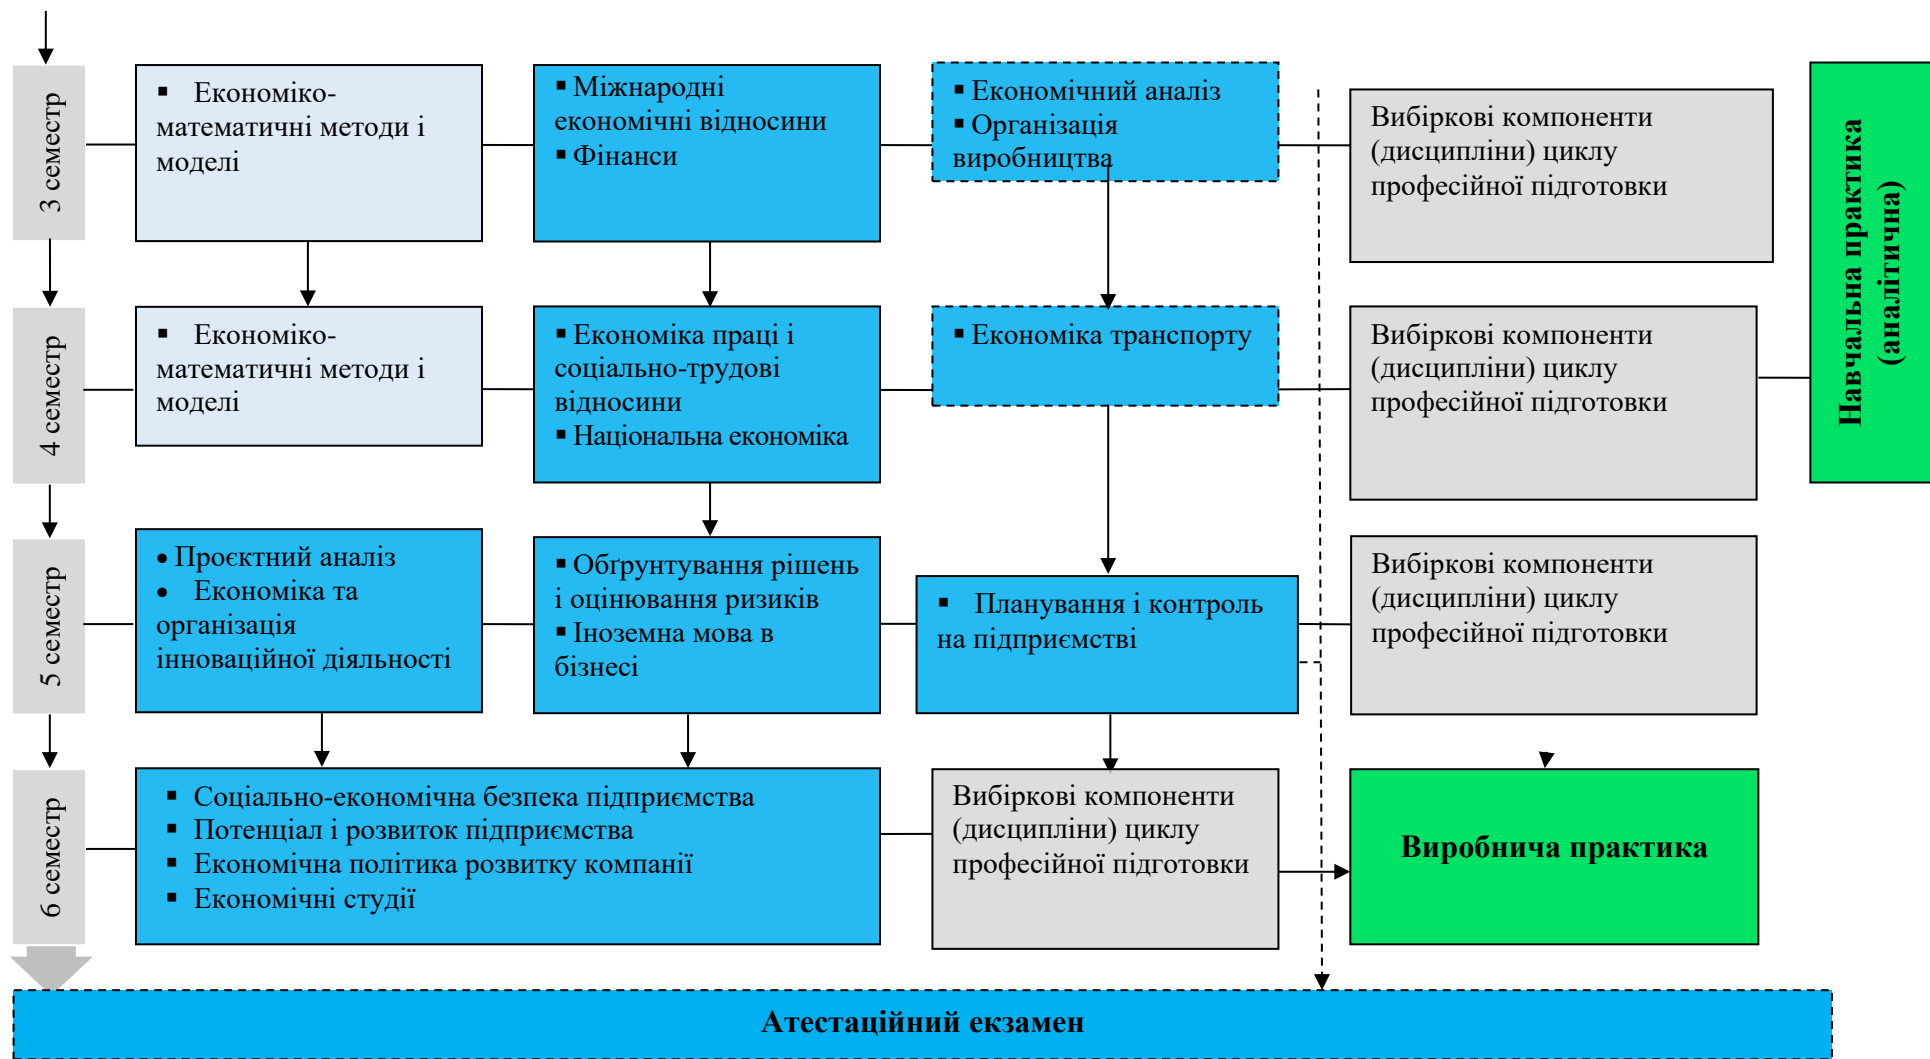 3 семестр
▪ Економіко-
математичні методи і
моделі
▪ Міжнародні
економічні відносини
▪ Фінанси
▪ Економічний аналіз
▪ Організація
виробництва
Вибіркові компоненти
(дисципліни) циклу
професійної підготовки
Навчальна практика
(аналітична)
4 семестр
▪ Економіко-
математичні методи і
моделі
▪ Економіка праці і
соціально-трудові
відносини
▪ Національна економіка
▪ Економіка транспорту
Вибіркові компоненти
(дисципліни) циклу
професійної підготовки
5 семестр
• Проєктний аналіз
• Економіка та
організація
інноваційної діяльності
▪ Обґрунтування рішень
і оцінювання ризиків
▪ Іноземна мова в
бізнесі
▪ Планування і контроль
на підприємстві
Вибіркові компоненти
(дисципліни) циклу
професійної підготовки
6 семестр
▪ Соціально-економічна безпека підприємства
▪ Потенціал і розвиток підприємства
▪ Економічна політика розвитку компанії
▪ Економічні студії
Вибіркові компоненти
(дисципліни) циклу
професійної підготовки
Виробнича практика
Атестаційний екзамен